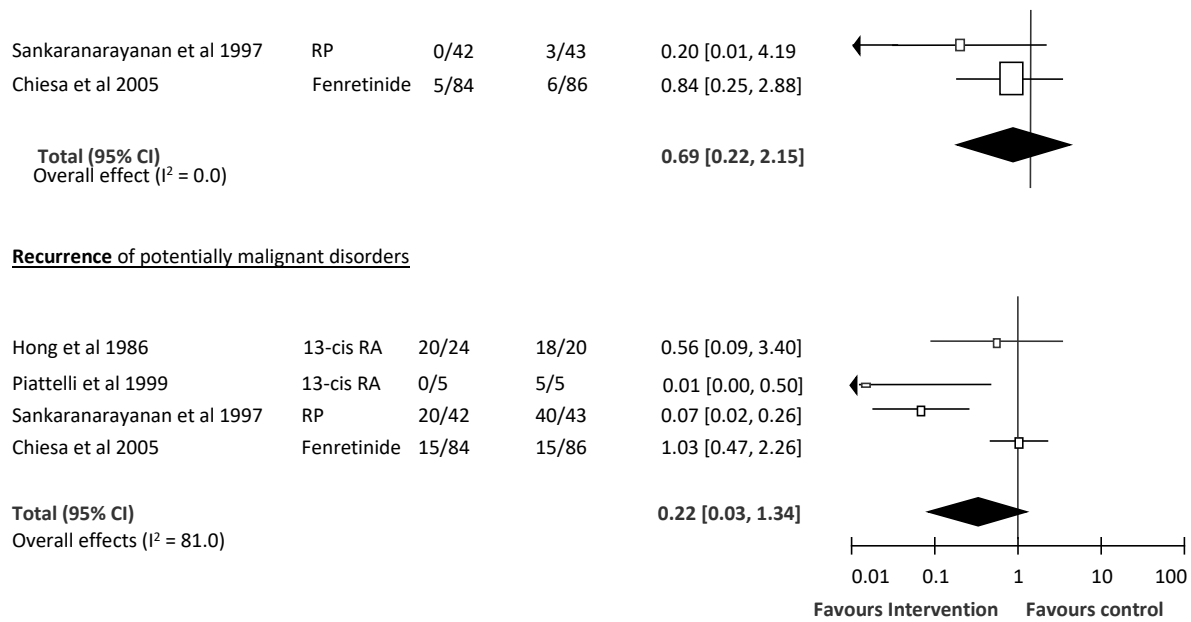 Sankaranarayanan et al 1997 RP 0/42 3/43 0.20 [0.01, 4.19
Chiesa et al 2005 Fenretinide 5/84 6/86 0.84 [0.25, 2.88]
Total (95% CI) 0.69 [0.22, 2.15]
Overall effect (I² = 0.0)
Recurrence of potentially malignant disorders
Hong et al 1986 13-cis RA 20/24 18/20 0.56 [0.09, 3.40]
Piattelli et al 1999 13-cis RA 0/5 5/5 0.01 [0.00, 0.50]
Sankaranarayanan et al 1997 RP 20/42 40/43 0.07 [0.02, 0.26]
Chiesa et al 2005 Fenretinide 15/84 15/86 1.03 [0.47, 2.26]
Total (95% CI) 0.22 [0.03, 1.34]
Overall effects (I² = 81.0)
0.01 0.1 1 10 100
Favours Intervention Favours control